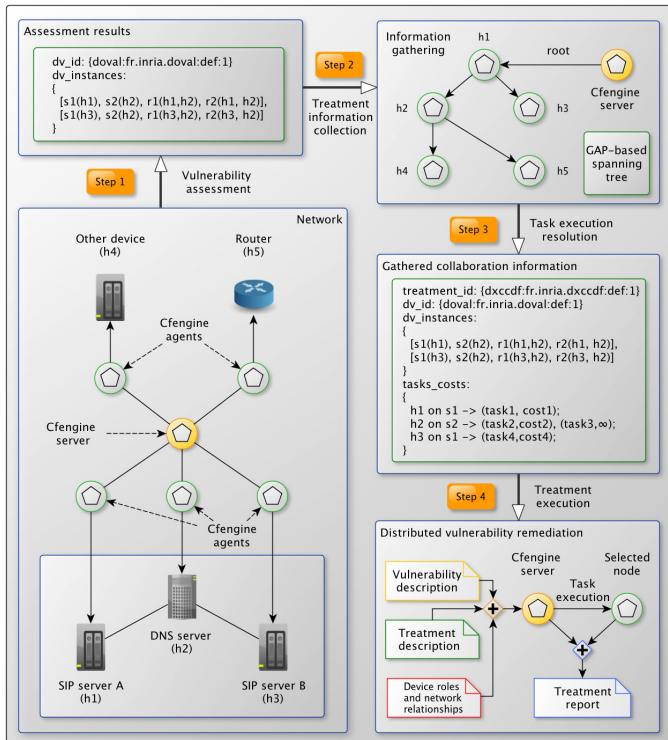 Assessment results
dv_id: {doval:fr.inria.doval:def:1}
dv_instances:
{
[s1(h1), s2(h2), r1(h1,h2), r2(h1, h2)],
[s1(h3), s2(h2), r1(h3,h2), r2(h3, h2)]
}
Step 2
Treatment
information
collection
Information
gathering
h1
root
Cfengine
server
h2
h3
h4
h5
GAP-based
spanning
tree
Step 1
Vulnerability
assessment
Step 3
Task execution
resolution
Network
Other device
(h4)
Router
(h5)
Cfengine
agents
Cfengine
server
Cfengine
agents
DNS server
(h2)
SIP server A
(h1)
SIP server B
(h3)
Gathered collaboration information
treatment_id: {dxccdf:fr.inria.dxccdf:def:1}
dv_id: {doval:fr.inria.doval:def:1}
dv_instances:
{
[s1(h1), s2(h2), r1(h1,h2), r2(h1, h2)],
[s1(h3), s2(h2), r1(h3,h2), r2(h3, h2)]
}
tasks_costs:
{
h1 on s1 -> (task1, cost1);
h2 on s2 -> (task2,cost2), (task3,∞);
h3 on s1 -> (task4,cost4);
}
Step 4
Treatment
execution
Distributed vulnerability remediation
Vulnerability
description
Cfengine
server
Selected
node
Task
execution
Treatment
description
Device roles
and network
relationships
Treatment
report